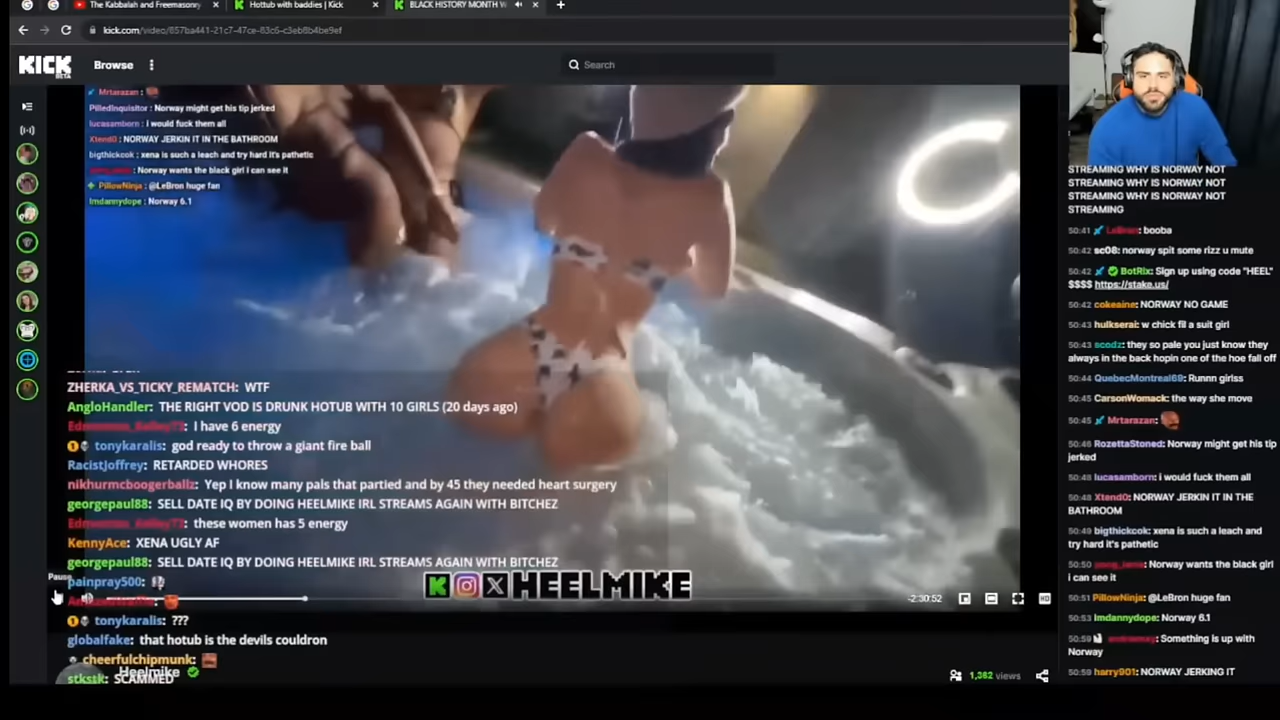 The Kabbalah and Freemasonry
Hottub with baddies | Kick
BLACK HISTORY MONTH
kick.com/video/857ba441-21c7-47ce-83c6-c3eb8b4be9ef
KICK
BETA
Browse
Search
Mrtarazan:
PilledInquisitor: Norway might get his tip jerked
lucasamborn: i would fuck them all
Xtend0: NORWAY JERKIN IT IN THE BATHROOM
bigthickcok: xena is such a leach and try hard it's pathetic
Norway wants the black girl i can see it
PillowNinja: @LeBron huge fan
Imdannydope: Norway 6.1
ZHERKA_VS_TICKY_REMATCH: WTF
AngloHandler: THE RIGHT VOD IS DRUNK HOTUB WITH 10 GIRLS (20 days ago)
I have 6 energy
tonykaralis: god ready to throw a giant fire ball
RacistJoffrey: RETARDED WHORES
nikhurmcboogerballz: Yep I know many pals that partied and by 45 they needed heart surgery
georgepaul88: SELL DATE IQ BY DOING HEELMIKE IRL STREAMS AGAIN WITH BITCHEZ
these women has 5 energy
KennyAce: XENA UGLY AF
georgepaul88: SELL DATE IQ BY DOING HEELMIKE IRL STREAMS AGAIN WITH BITCHEZ
Pause
painpray500:
tonykaralis: ???
globalfake: that hotub is the devils couldron
cheerfulchipmunk:
Heelmike
stkstk: SCAMMED
K X HEELMIKE
-2:30:52
HD
1,362 views
STREAMING WHY IS NORWAY NOT
STREAMING WHY IS NORWAY NOT
STREAMING WHY IS NORWAY NOT
STREAMING
50:41 LeBron: booba
50:42 sc08: norway spit some rizz u mute
50:42 BotRix: Sign up using code "HEEL"
$$$$ https://stake.us/
50:42 cokeaine: NORWAY NO GAME
50:43 hulkserai: w chick fil a suit girl
50:43 scodz: they so pale you just know they
always in the back hopin one of the hoe fall off
50:44 QuebecMontreal69: Runnn girlss
50:45 CarsonWomack: the way she move
50:45 Mrtarazan:
50:46 RozettaStoned: Norway might get his tip
jerked
50:48 lucasamborn: i would fuck them all
50:48 Xtend0: NORWAY JERKIN IT IN THE
BATHROOM
50:49 bigthickcok: xena is such a leach and
try hard it's pathetic
50:50 Norway wants the black girl
i can see it
50:51 PillowNinja: @LeBron huge fan
50:53 Imdannydope: Norway 6.1
50:59 Something is up with
Norway
50:59 harry901: NORWAY JERKING IT